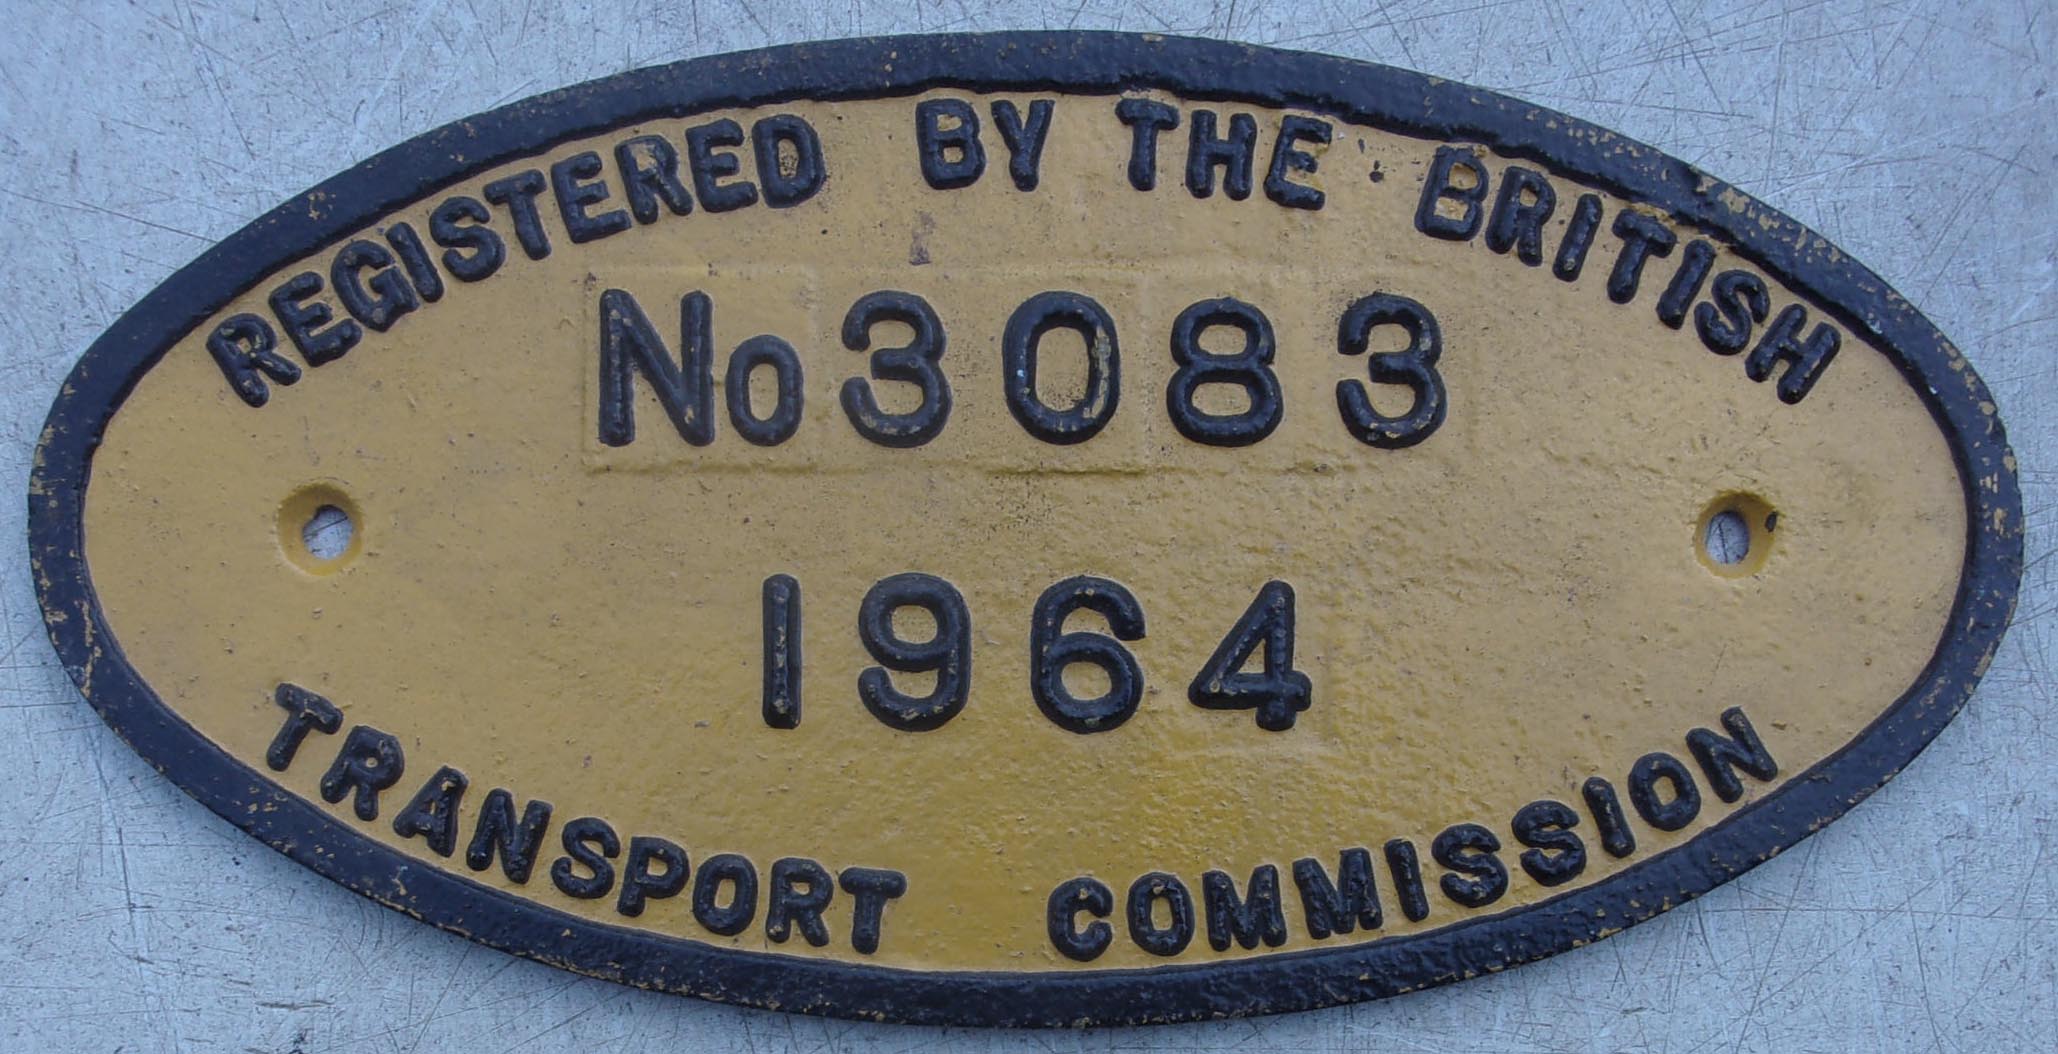 REGISTERED BY THE BRITISH
No 3083
1964
TRANSPORT COMMISSION